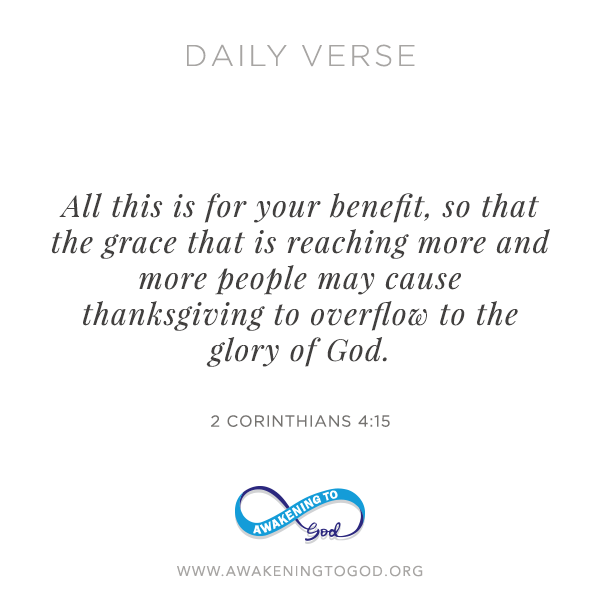 DAILY VERSE
All this is for your benefit, so that
the grace that is reaching more and
more people may cause
thanksgiving to overflow to the
glory of God.
2 CORINTHIANS 4:15
AWAKENING TO
God
WWW.AWAKENINGTOGOD.ORG